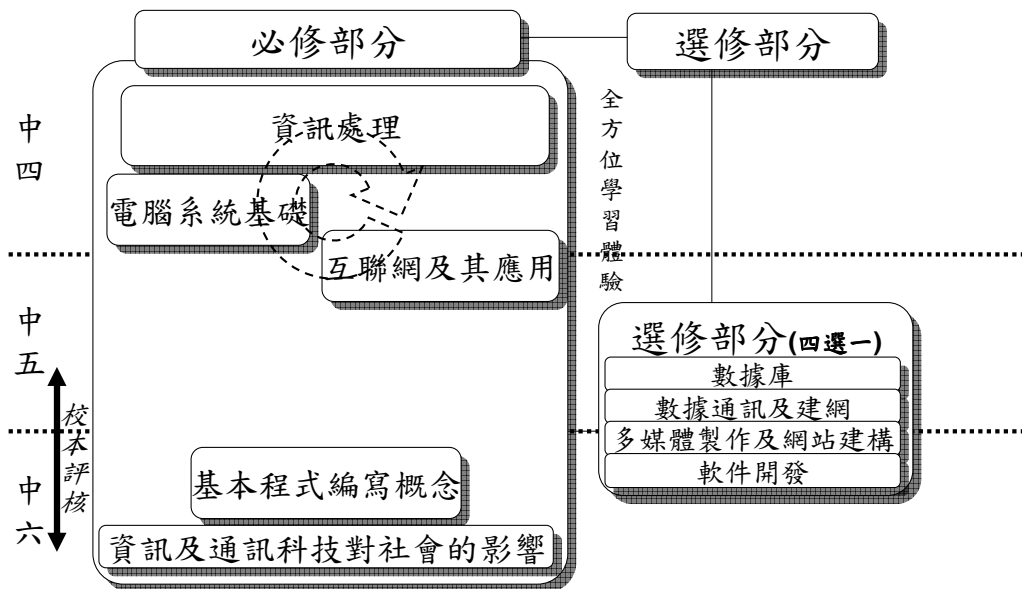 必修部分
選修部分
資訊處理
電腦系統基礎
互聯網及其應用
基本程式編寫概念
資訊及通訊科技對社會的影響
中四
中五
中六
校本評核
全方位學習體驗
選修部分(四選一)
數據庫
數據通訊及建網
多媒體製作及網站建構
軟件開發